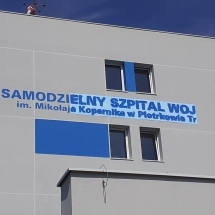 SAMODZIELNY SZPITAL WOJ
im. Mikołaja Kopernika w Piotrkowie Tr